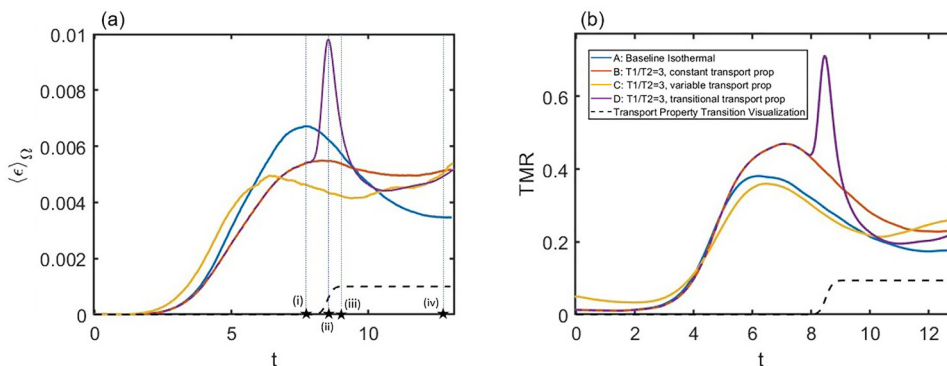 (a)
0.01
0.008
0.006
0.004
0.002
0
⟨ϵ⟩Ω
(i)
(ii)
(iii)
(iv)
5
10
t
(b)
A: Baseline Isothermal
B: T1/T2=3, constant transport prop
C: T1/T2=3, variable transport prop
D: T1/T2=3, transitional transport prop
Transport Property Transition Visualization
0.6
0.4
0.2
0
TMR
0
2
4
6
8
10
12
t